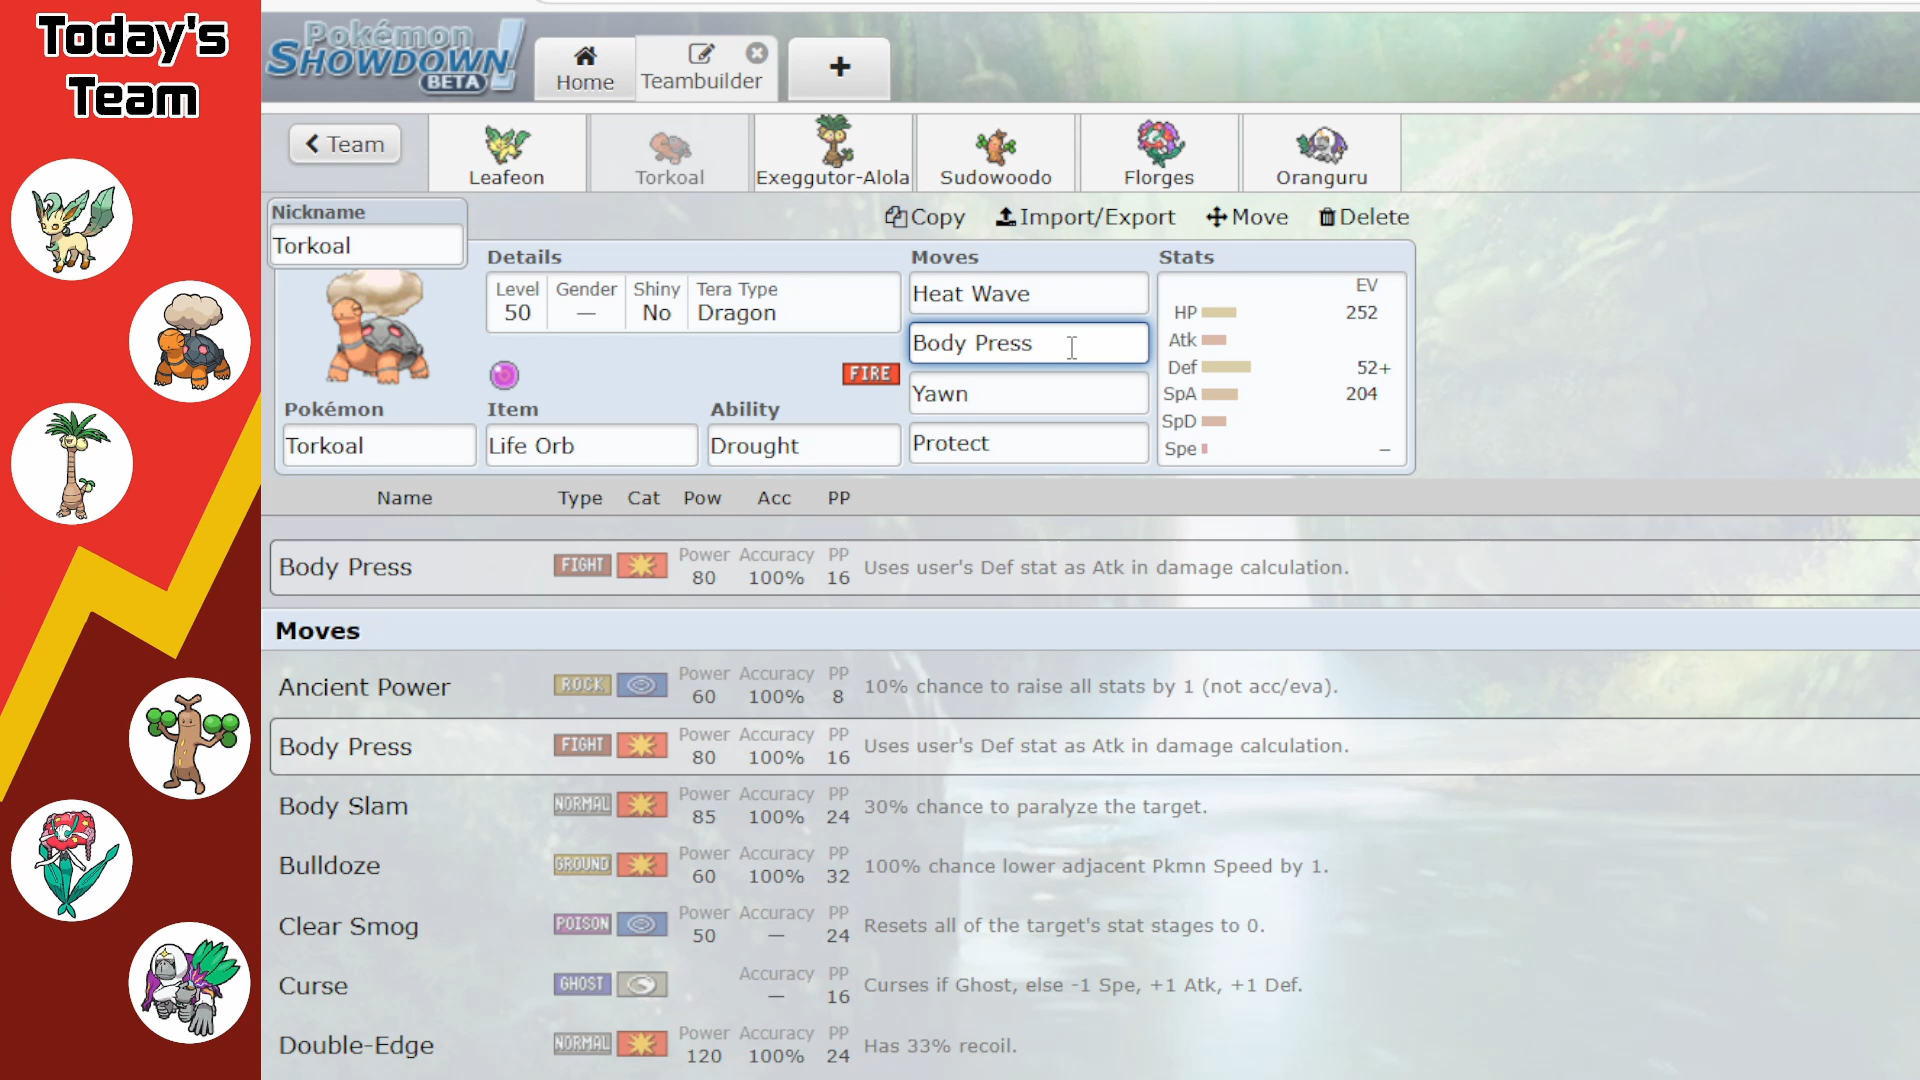 Today's
Team
Pokémon
SHOWDOWN!
BETA
Home
Teambuilder
+
Team
Leafeon
Torkoal
Exeggutor-Alola
Sudowoodo
Florges
Oranguru
Copy
Import/Export
Move
Delete
Nickname
Torkoal
Details
Level
50
Gender
—
Shiny
No
Tera Type
Dragon
FIRE
Pokémon
Torkoal
Item
Life Orb
Ability
Drought
Moves
Heat Wave
Body Press
Yawn
Protect
Stats
EV
HP 252
Atk
Def 52+
SpA 204
SpD
Spe –
Name Type Cat Pow Acc PP
Body Press FIGHT Power 80 Accuracy 100% PP 16 Uses user's Def stat as Atk in damage calculation.
Moves
Ancient Power ROCK Power 60 Accuracy 100% PP 8 10% chance to raise all stats by 1 (not acc/eva).
Body Press FIGHT Power 80 Accuracy 100% PP 16 Uses user's Def stat as Atk in damage calculation.
Body Slam NORMAL Power 85 Accuracy 100% PP 24 30% chance to paralyze the target.
Bulldoze GROUND Power 60 Accuracy 100% PP 32 100% chance lower adjacent Pkmn Speed by 1.
Clear Smog POISON Power 50 Accuracy — PP 24 Resets all of the target's stat stages to 0.
Curse GHOST Accuracy — PP 16 Curses if Ghost, else -1 Spe, +1 Atk, +1 Def.
Double-Edge NORMAL Power 120 Accuracy 100% PP 24 Has 33% recoil.